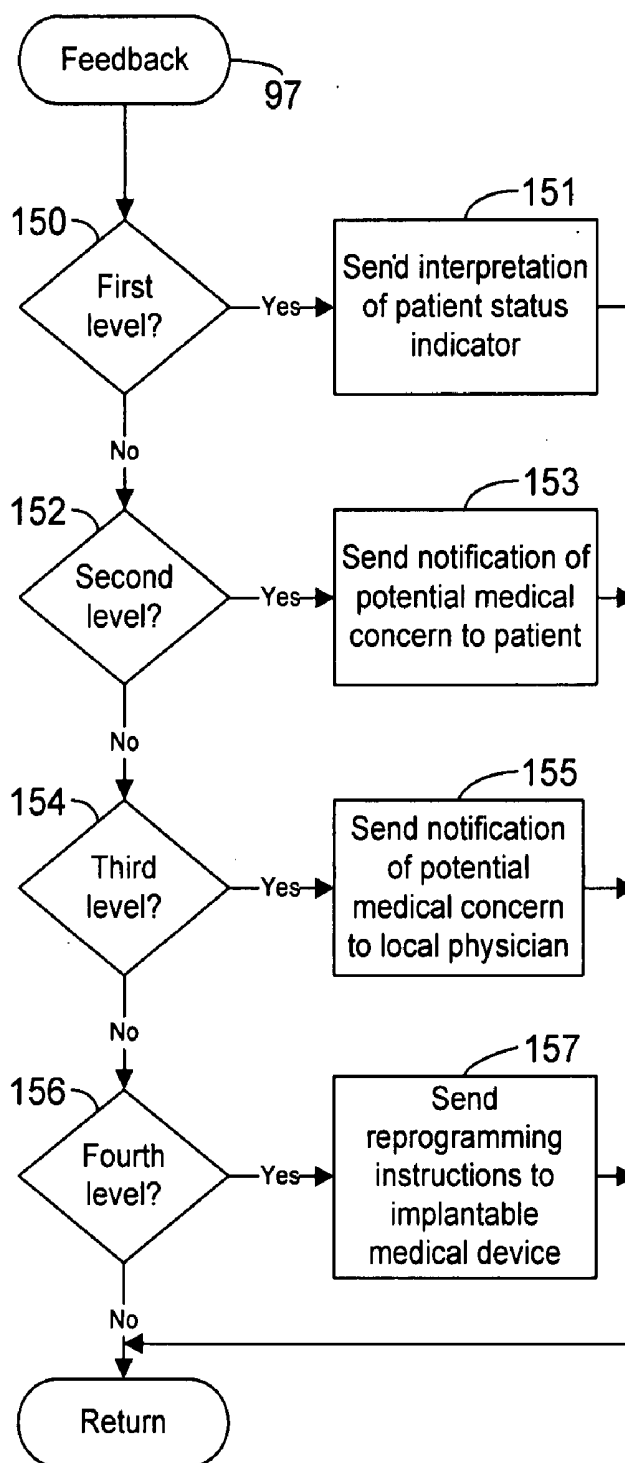 Feedback
97
150
First
level?
Yes
151
Send interpretation
of patient status
indicator
No
152
Second
level?
Yes
153
Send notification of
potential medical
concern to patient
No
154
Third
level?
Yes
155
Send notification
of potential
medical concern
to local physician
No
156
Fourth
level?
Yes
157
Send
reprogramming
instructions to
implantable
medical device
No
Return